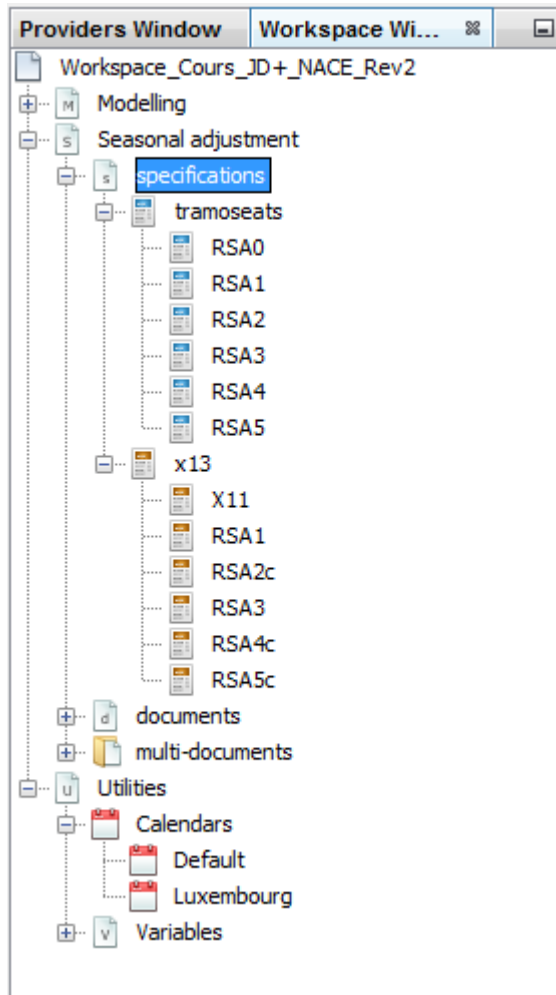 Providers Window Workspace Wi...
Workspace_Cours_JD+_NACE_Rev2
M Modelling
s Seasonal adjustment
s specifications
tramoseats
RSA0
RSA1
RSA2
RSA3
RSA4
RSA5
x13
X11
RSA1
RSA2c
RSA3
RSA4c
RSA5c
d documents
multi-documents
u Utilities
Calendars
Default
Luxembourg
v Variables